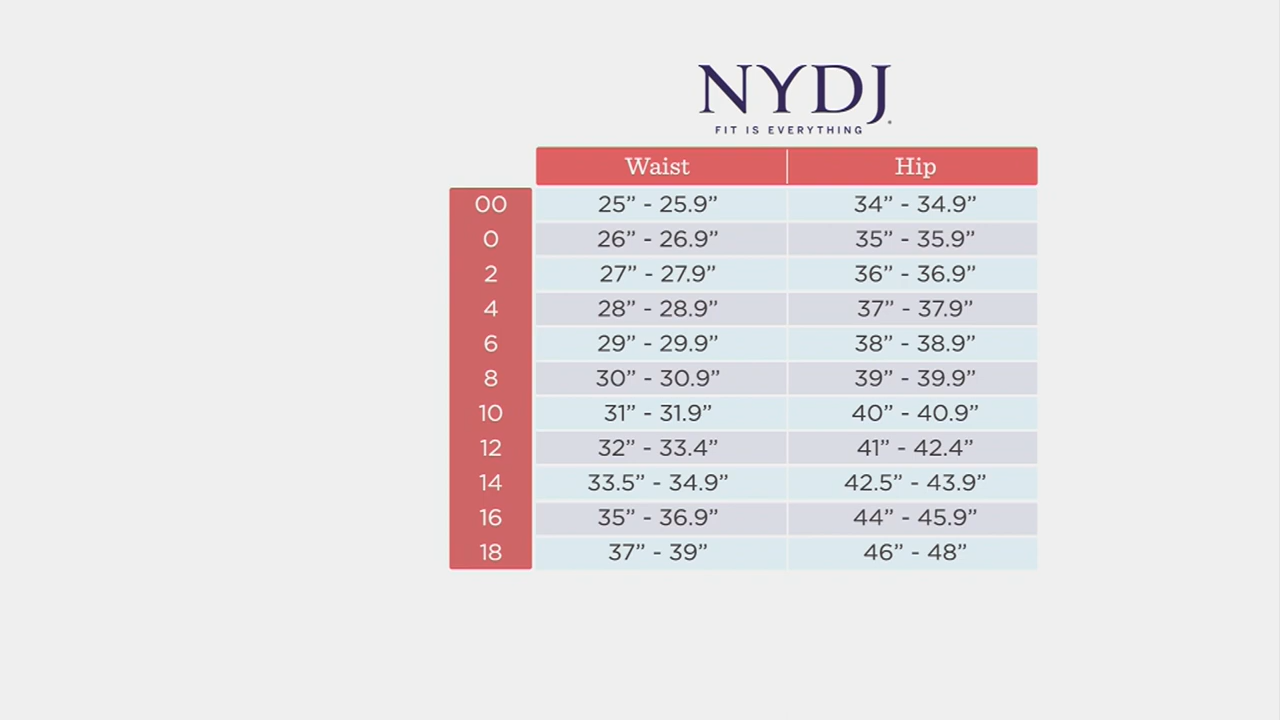 NYDJ
FIT IS EVERYTHING
Waist Hip
00 25” - 25.9” 34” - 34.9”
0 26” - 26.9” 35” - 35.9”
2 27” - 27.9” 36” - 36.9”
4 28” - 28.9” 37” - 37.9”
6 29” - 29.9” 38” - 38.9”
8 30” - 30.9” 39” - 39.9”
10 31” - 31.9” 40” - 40.9”
12 32” - 33.4” 41” - 42.4”
14 33.5” - 34.9” 42.5” - 43.9”
16 35” - 36.9” 44” - 45.9”
18 37” - 39” 46” - 48”